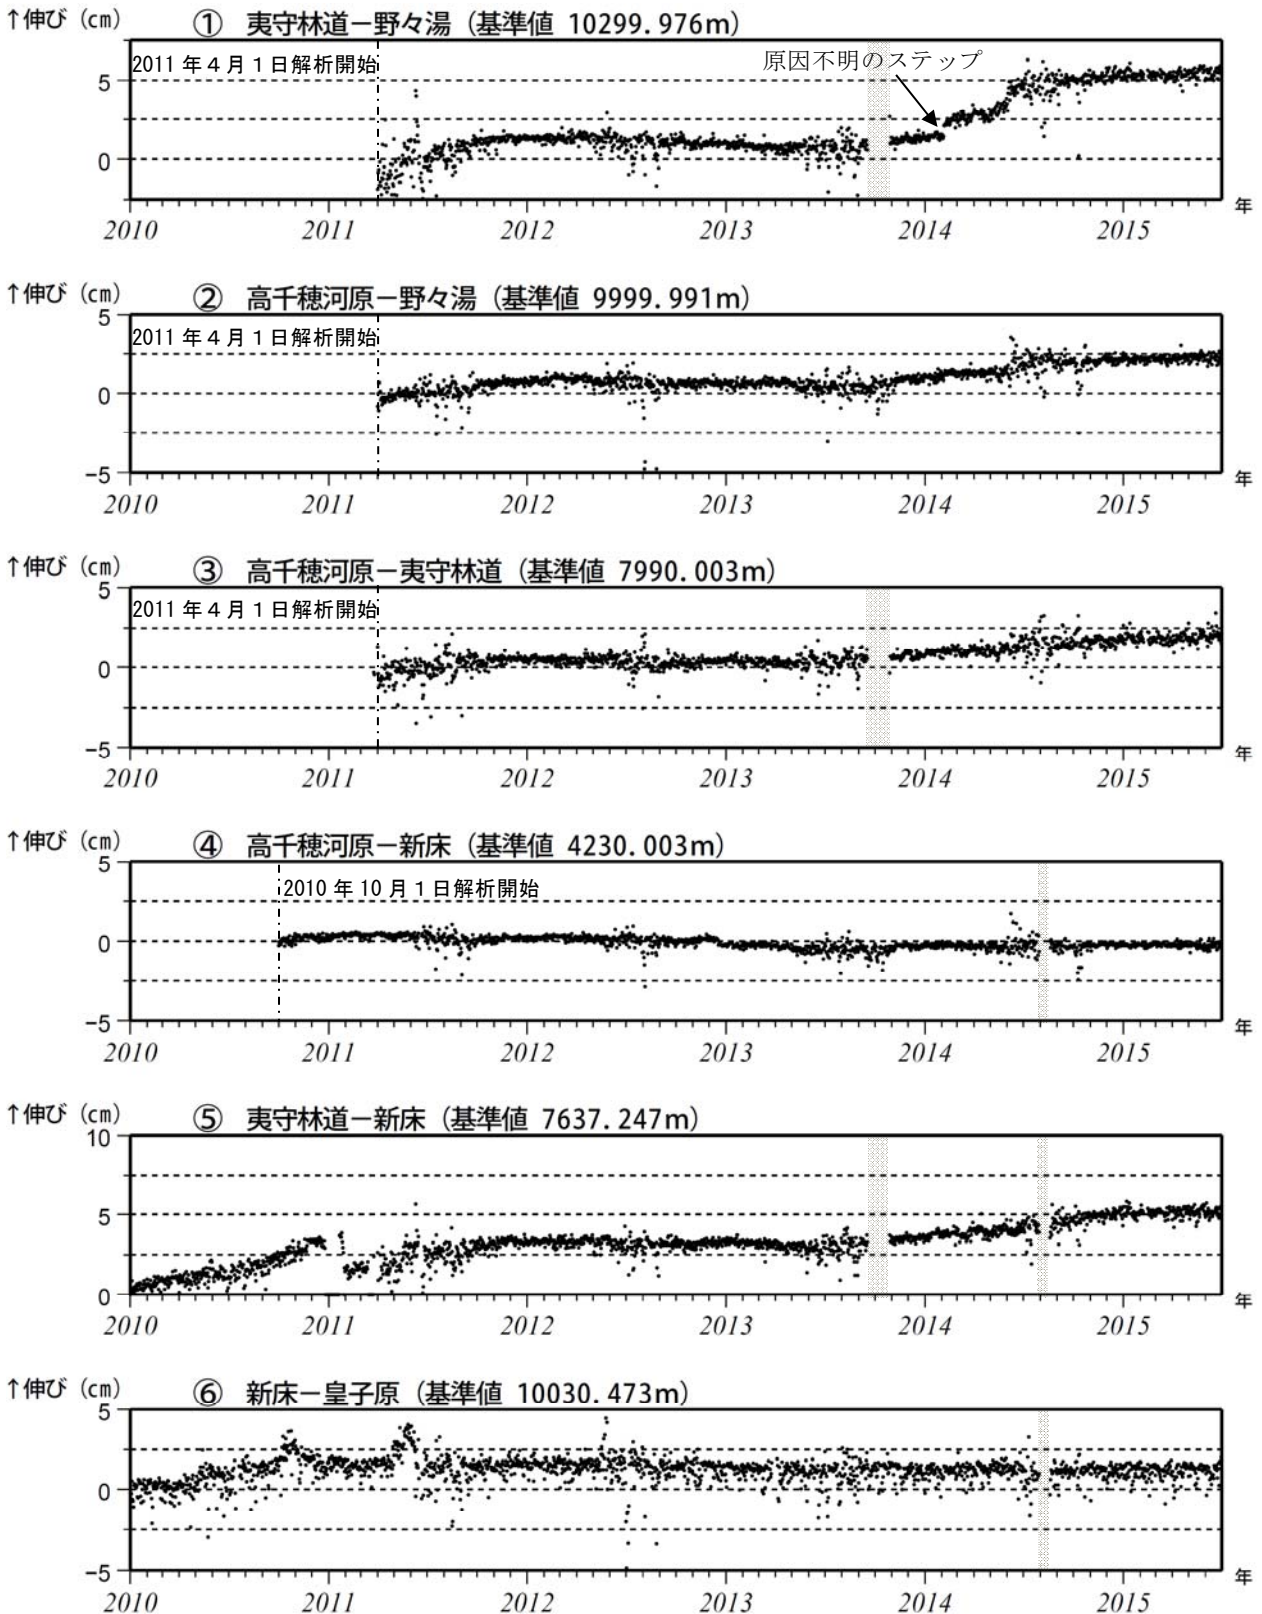 ↑伸び (cm) ① 夷守林道－野々湯 (基準値 10299.976m)
2011年4月1日解析開始
原因不明のステップ
5
0
年
2010 2011 2012 2013 2014 2015
↑伸び (cm) ② 高千穂河原－野々湯 (基準値 9999.991m)
5
2011年4月1日解析開始
0
-5
年
2010 2011 2012 2013 2014 2015
↑伸び (cm) ③ 高千穂河原－夷守林道 (基準値 7990.003m)
5
2011年4月1日解析開始
0
-5
年
2010 2011 2012 2013 2014 2015
↑伸び (cm) ④ 高千穂河原－新床 (基準値 4230.003m)
5
2010年10月1日解析開始
0
-5
年
2010 2011 2012 2013 2014 2015
↑伸び (cm) ⑤ 夷守林道－新床 (基準値 7637.247m)
10
5
0
年
2010 2011 2012 2013 2014 2015
↑伸び (cm) ⑥ 新床－皇子原 (基準値 10030.473m)
5
0
-5
年
2010 2011 2012 2013 2014 2015